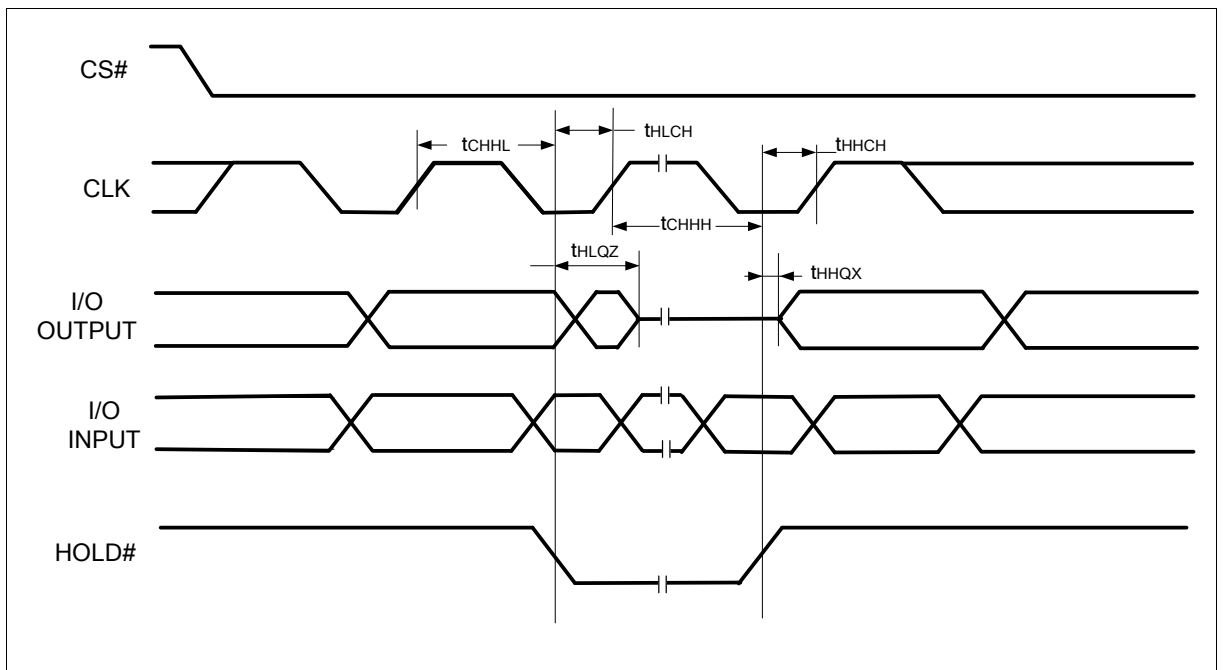 CS#
tCHHL
tHLCH
tHHCH
CLK
tCHHH
tHLQZ
tHHQX
I/O
OUTPUT
I/O
INPUT
HOLD#